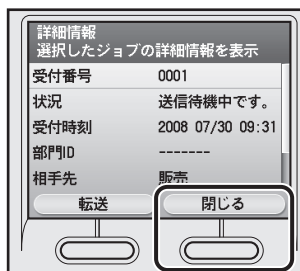 詳細情報
選択したジョブの詳細情報を表示
受付番号 0001
状況 送信待機中です。
受付時刻 2008 07/30 09:31
部門ID -------
相手先 販売
転送 閉じる